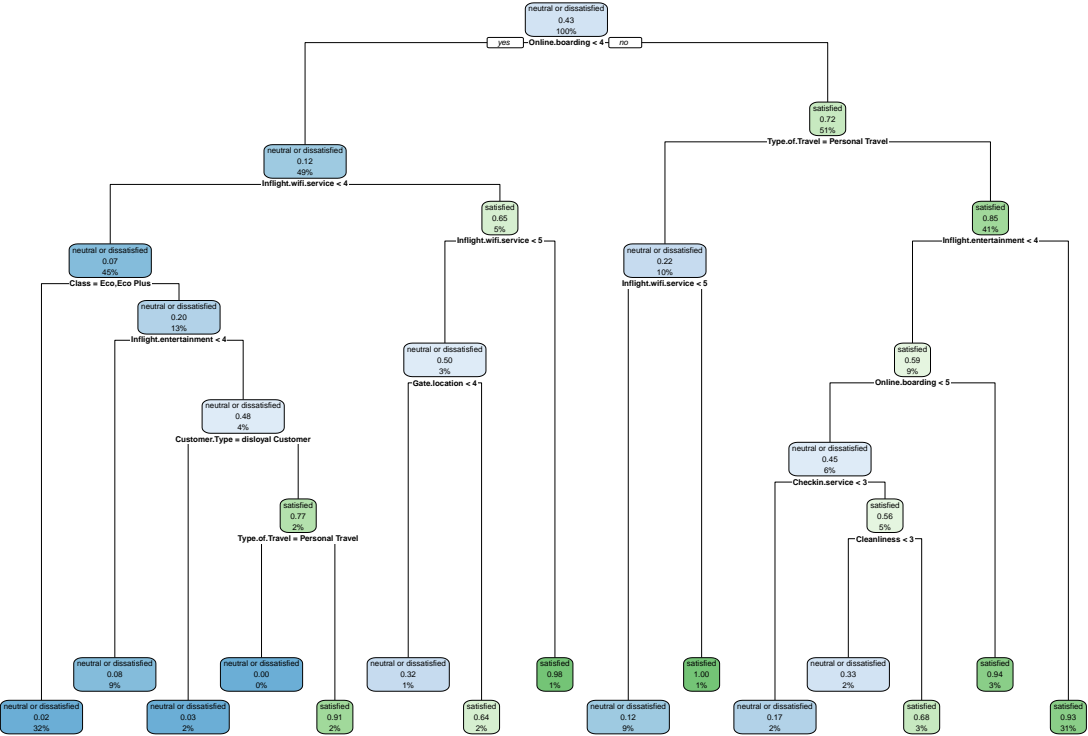 neutral or dissatisfied
0.43
100%
yes Online.boarding < 4 no
satisfied
0.72
51%
Type.of.Travel = Personal Travel
neutral or dissatisfied
0.12
49%
Inflight.wifi.service < 4
satisfied
0.65
5%
Inflight.wifi.service < 5
satisfied
0.85
41%
Inflight.entertainment < 4
neutral or dissatisfied
0.07
45%
Class = Eco,Eco Plus
neutral or dissatisfied
0.22
10%
Inflight.wifi.service < 5
neutral or dissatisfied
0.20
13%
Inflight.entertainment < 4
neutral or dissatisfied
0.50
3%
Gate.location < 4
satisfied
0.59
9%
Online.boarding < 5
neutral or dissatisfied
0.48
4%
Customer.Type = disloyal Customer
neutral or dissatisfied
0.45
6%
Checkin.service < 3
satisfied
0.77
2%
Type.of.Travel = Personal Travel
satisfied
0.56
5%
Cleanliness < 3
neutral or dissatisfied
0.08
9%
neutral or dissatisfied
0.00
0%
neutral or dissatisfied
0.32
1%
satisfied
0.98
1%
satisfied
1.00
1%
neutral or dissatisfied
0.33
2%
satisfied
0.94
3%
neutral or dissatisfied
0.02
32%
neutral or dissatisfied
0.03
2%
satisfied
0.91
2%
satisfied
0.64
2%
neutral or dissatisfied
0.12
9%
neutral or dissatisfied
0.17
2%
satisfied
0.68
3%
satisfied
0.93
31%